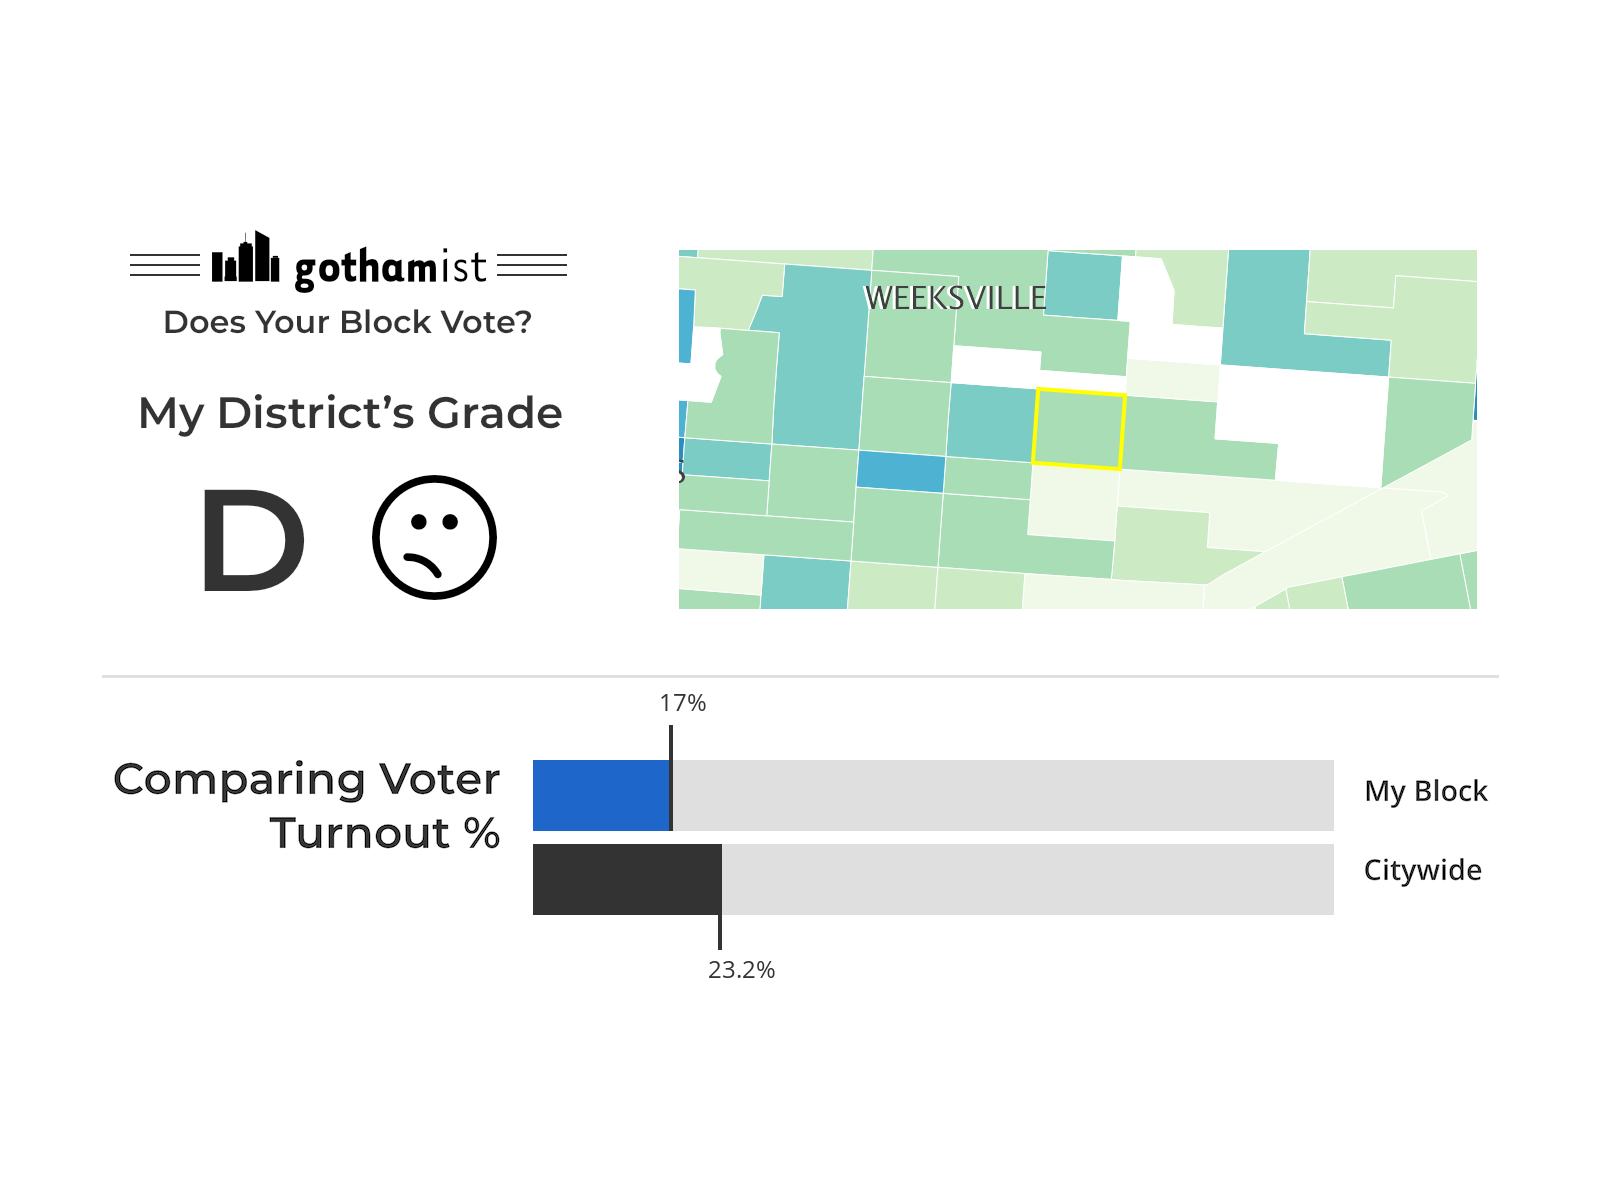 gothamist
Does Your Block Vote?
My District’s Grade
D
WEEKSVILLE
S
17%
Comparing Voter
Turnout %
My Block
Citywide
23.2%